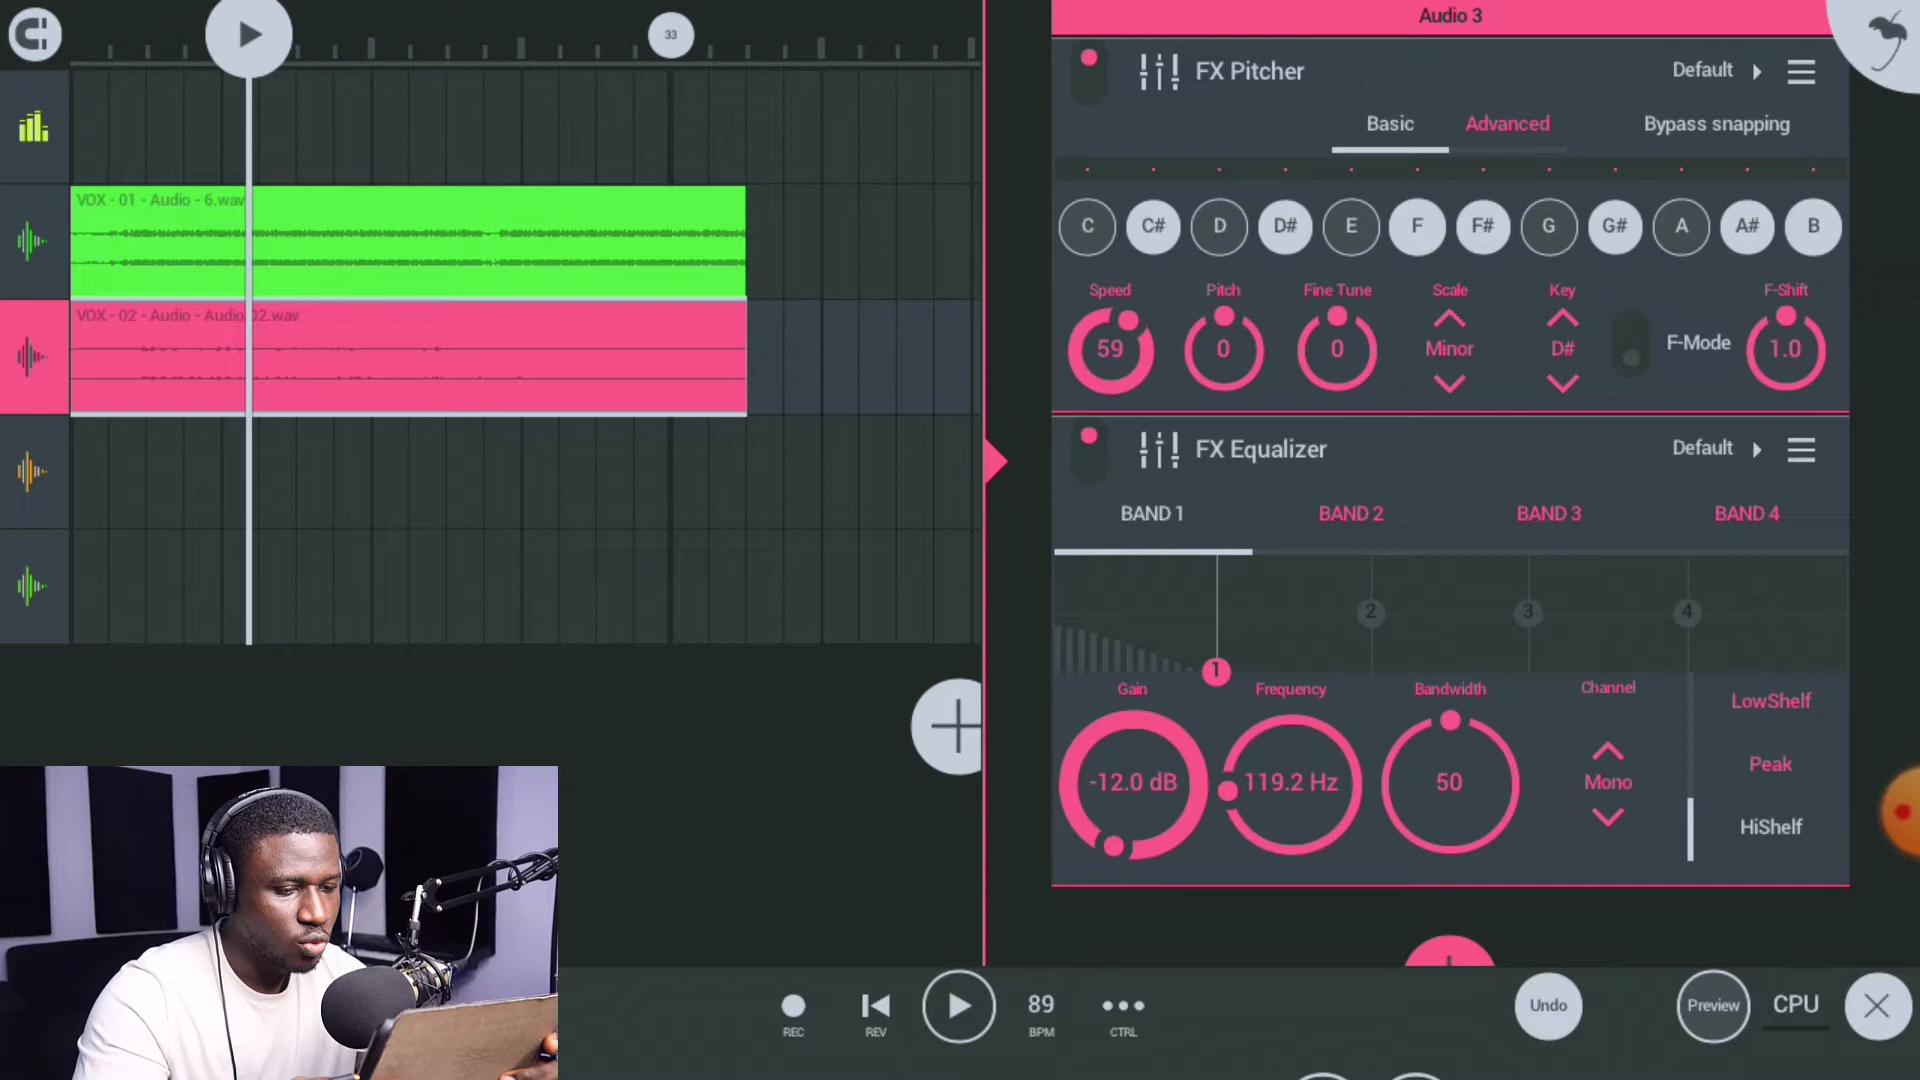 33
Audio 3
FX Pitcher
Default
Basic
Advanced
Bypass snapping
C C# D D# E F F# G G# A A# B
Speed Pitch Fine Tune Scale Key F-Shift
59 0 0 Minor D# F-Mode 1.0
VOX - 01 - Audio - 6.wav
VOX - 02 - Audio - Audio 02.wav
FX Equalizer
Default
BAND 1 BAND 2 BAND 3 BAND 4
1 2 3 4
Gain Frequency Bandwidth Channel
-12.0 dB 119.2 Hz 50 Mono
LowShelf
Peak
HiShelf
REC
REV
89
BPM
CTRL
Undo
Preview
CPU